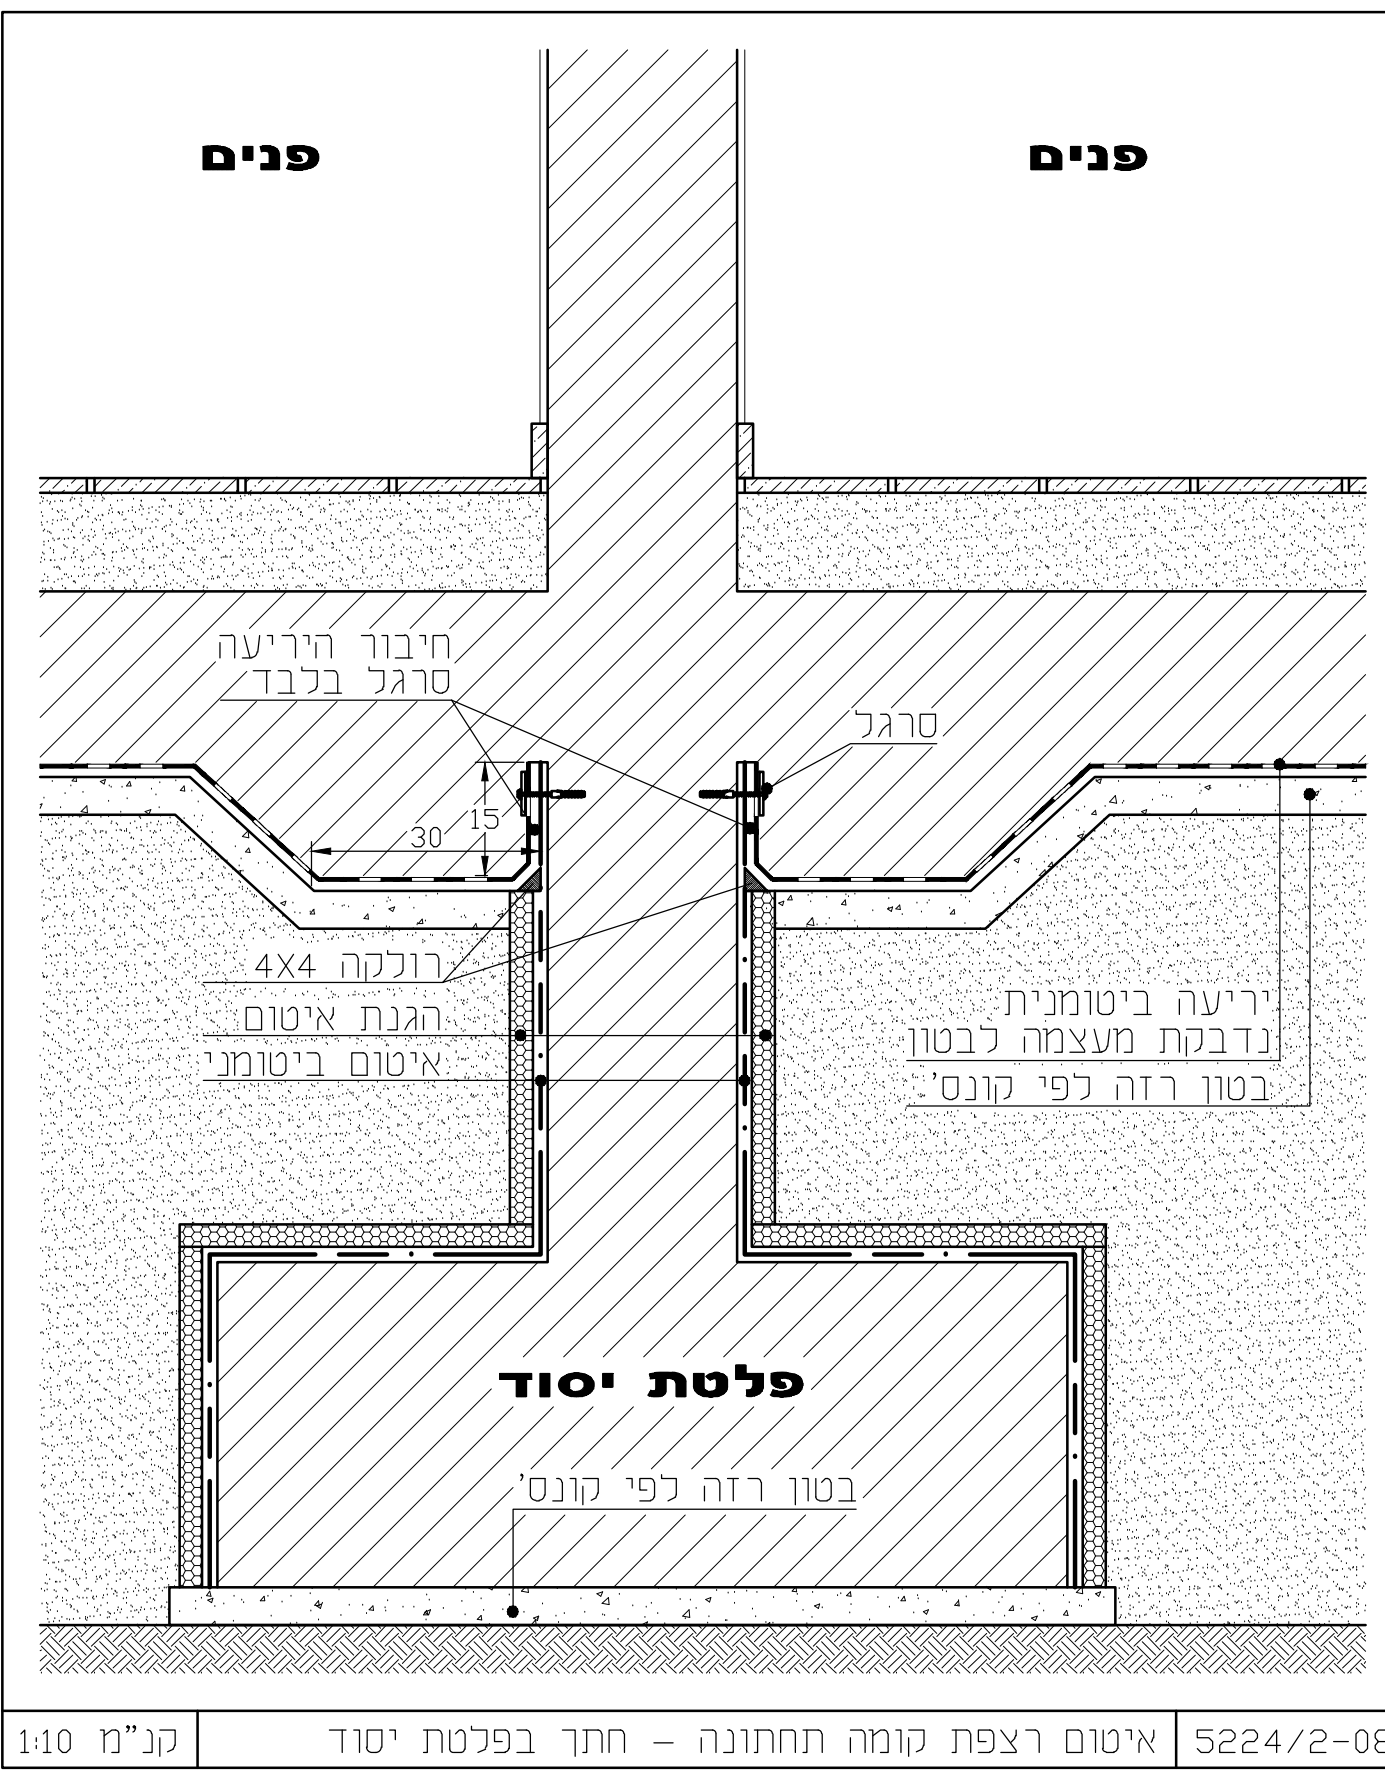 פנים
פנים
חיבור היריעה
סרגל בלבד
סרגל
15
30
רולקה 4X4
הגנת איטום
איטום ביטומני
יריעה ביטומנית
נדבקת מעצמה לבטון
בטון רזה לפי קונס'
פלטת יסוד
בטון רזה לפי קונס'
5224/2-08
איטום רצפת קומה תחתונה – חתך בפלטת יסוד
קנ"מ 1:10